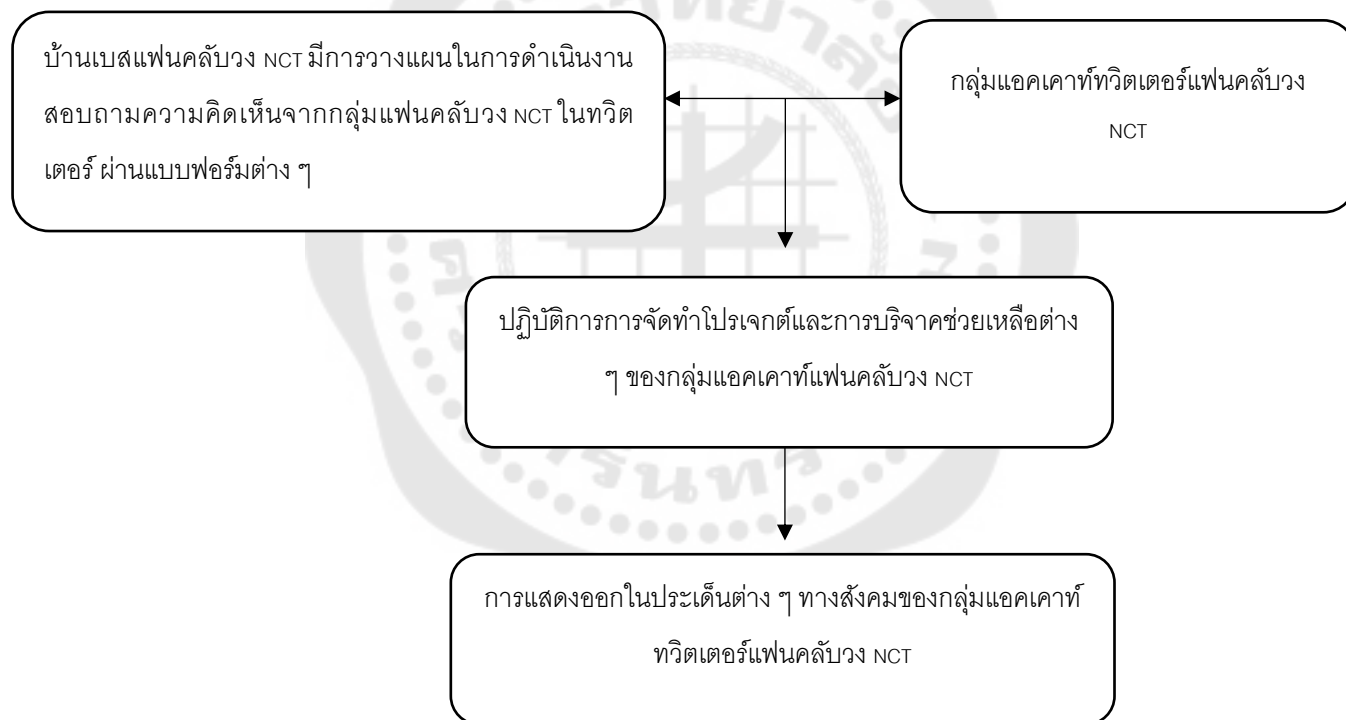 บ้านเบสแฟนคลับวง NCT มีการวางแผนในการดำเนินงาน
สอบถามความคิดเห็นจากกลุ่มแฟนคลับวง NCT ในทวิต
เตอร์ ผ่านแบบฟอร์มต่าง ๆ
กลุ่มแอคเคาท์ทวิตเตอร์แฟนคลับวง
NCT
ปฏิบัติการการจัดทำโปรเจกต์และการบริจาคช่วยเหลือต่าง
ๆ ของกลุ่มแอคเคาท์แฟนคลับวง NCT
การแสดงออกในประเด็นต่าง ๆ ทางสังคมของกลุ่มแอคเคาท์
ทวิตเตอร์แฟนคลับวง NCT